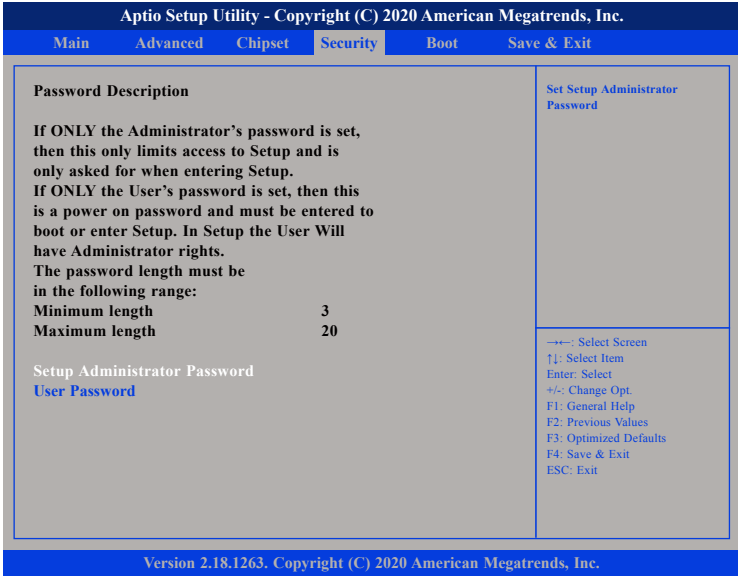 Aptio Setup Utility - Copyright (C) 2020 American Megatrends, Inc.
Main Advanced Chipset Security Boot Save & Exit
Password Description
If ONLY the Administrator’s password is set,
then this only limits access to Setup and is
only asked for when entering Setup.
If ONLY the User’s password is set, then this
is a power on password and must be entered to
boot or enter Setup. In Setup the User Will
have Administrator rights.
The password length must be
in the following range:
Minimum length 3
Maximum length 20
Setup Administrator Password
User Password
Set Setup Administrator
Password
→←: Select Screen
↑↓: Select Item
Enter: Select
+/-: Change Opt.
F1: General Help
F2: Previous Values
F3: Optimized Defaults
F4: Save & Exit
ESC: Exit
Version 2.18.1263. Copyright (C) 2020 American Megatrends, Inc.